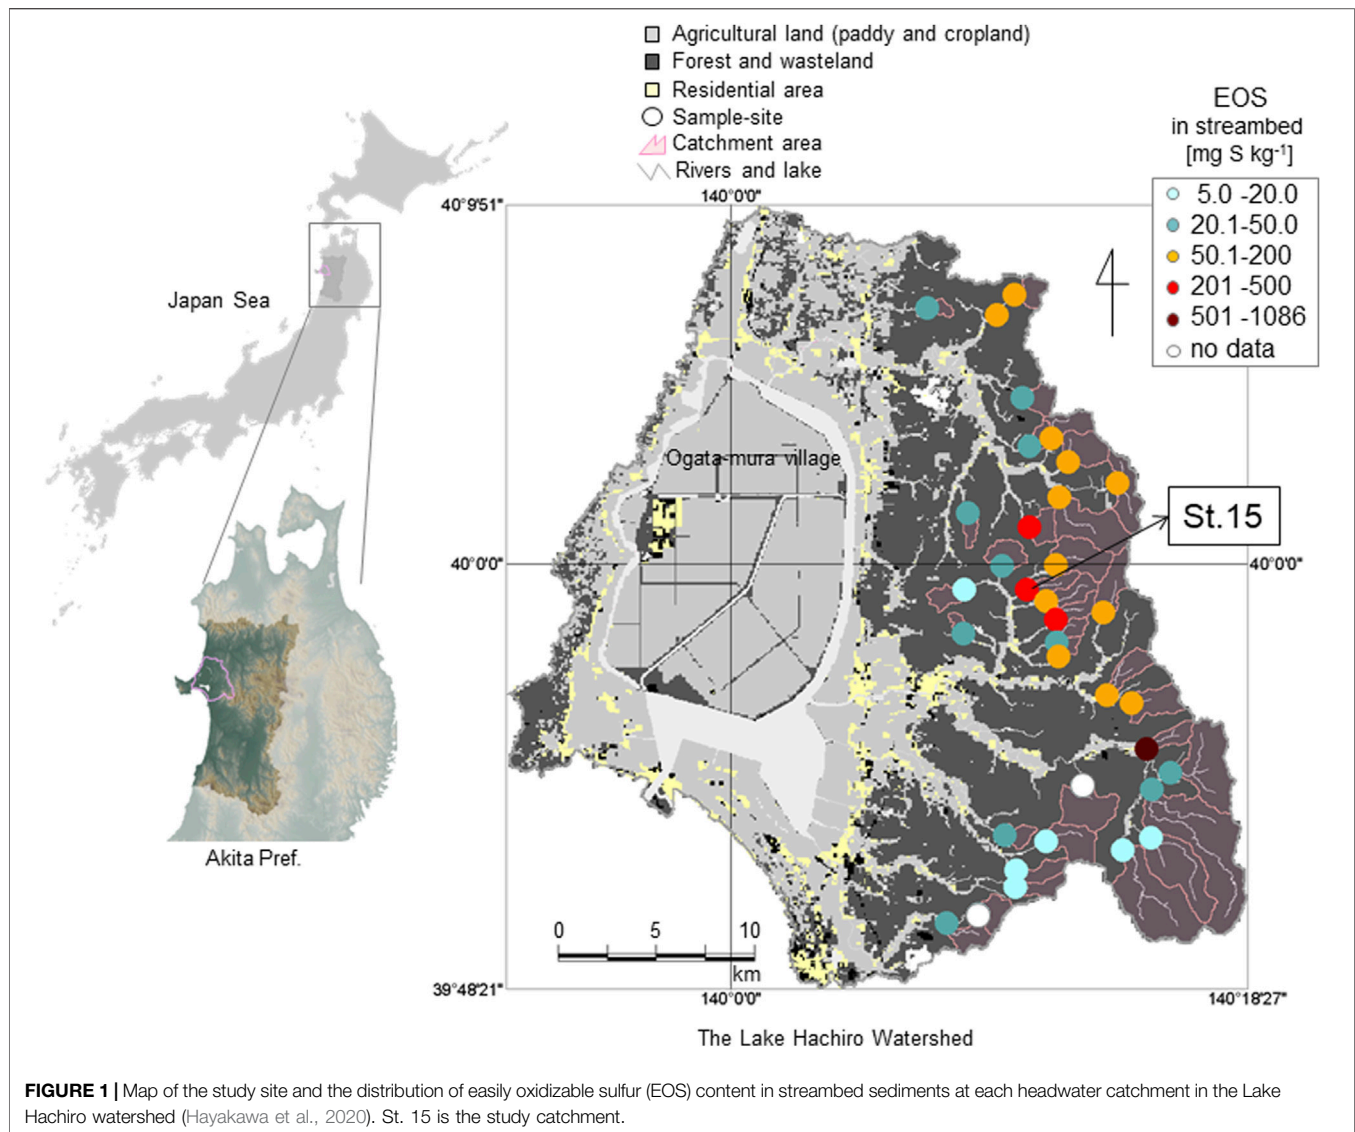 Agricultural land (paddy and cropland)
Forest and wasteland
Residential area
Sample-site
Catchment area
Rivers and lake
EOS
in streambed
[mg S kg-1]
5.0 -20.0
20.1-50.0
50.1-200
201 -500
501 -1086
no data
40°9'51"
140°0'0"
Japan Sea
Ogata-mura village
St.15
40°0'0"
40°0'0"
Akita Pref.
0 5 10
km
39°48'21"
140°0'0"
140°18'27"
The Lake Hachiro Watershed
FIGURE 1 | Map of the study site and the distribution of easily oxidizable sulfur (EOS) content in streambed sediments at each headwater catchment in the Lake
Hachiro watershed (Hayakawa et al., 2020). St. 15 is the study catchment.